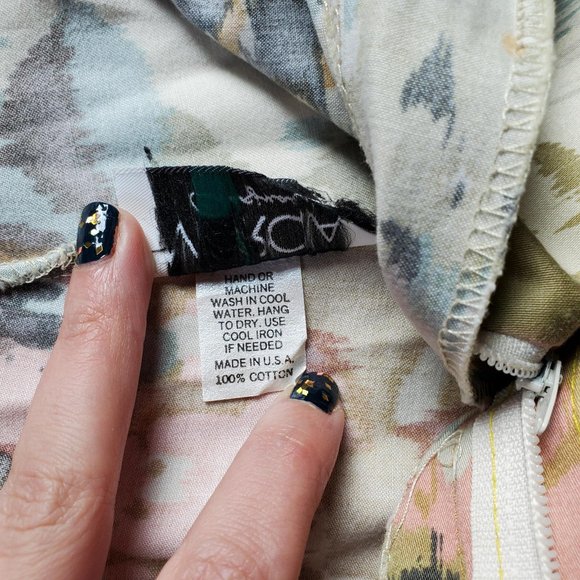 HAND OR
MACHINE
WASH IN COOL
WATER. HANG
TO DRY. USE
COOL IRON
IF NEEDED
MADE IN U.S.A.
100% COTTON